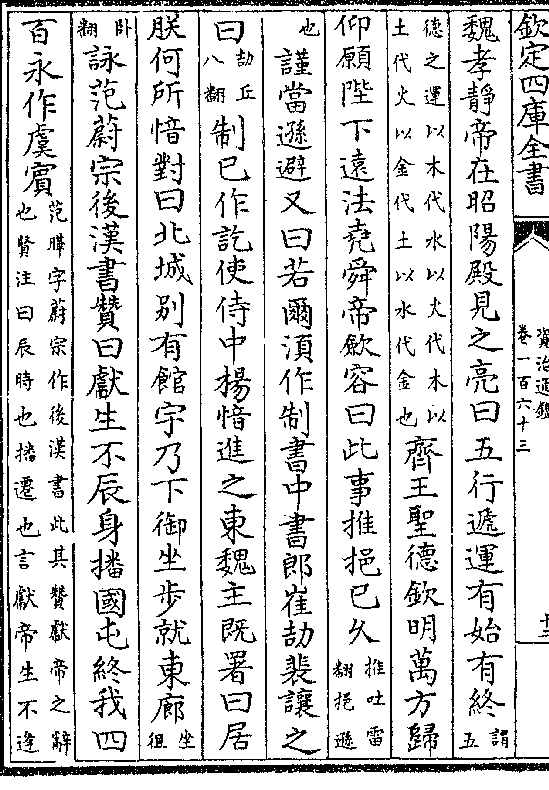 欽定四庫全書
資治通鑑
卷一百六十三
魏孝靜帝在昭陽殿見之亮曰五行遞運有始有終謂五
德之運以木代水以火代木以土代火以金代土以水代金也齊王聖德欽明萬方歸
仰願陛下遠法堯舜帝歛容曰此事推挹已久推吐雷翻挹遜
也謹當遜避又曰若爾湏作制書中書郎崔劼裴讓之
曰劼丘八翻制已作訖使侍中楊愔進之東魏主既署曰居
朕何所愔對曰北城别有館宇乃下御坐步就東廊坐徂
卧翻詠范蔚宗後漢書贊曰獻生不辰身播國屯終我四
百永作虞賓范曄字蔚宗作後漢書此其贊獻帝之辭也賢注曰辰時也播遷也言獻帝生不逢